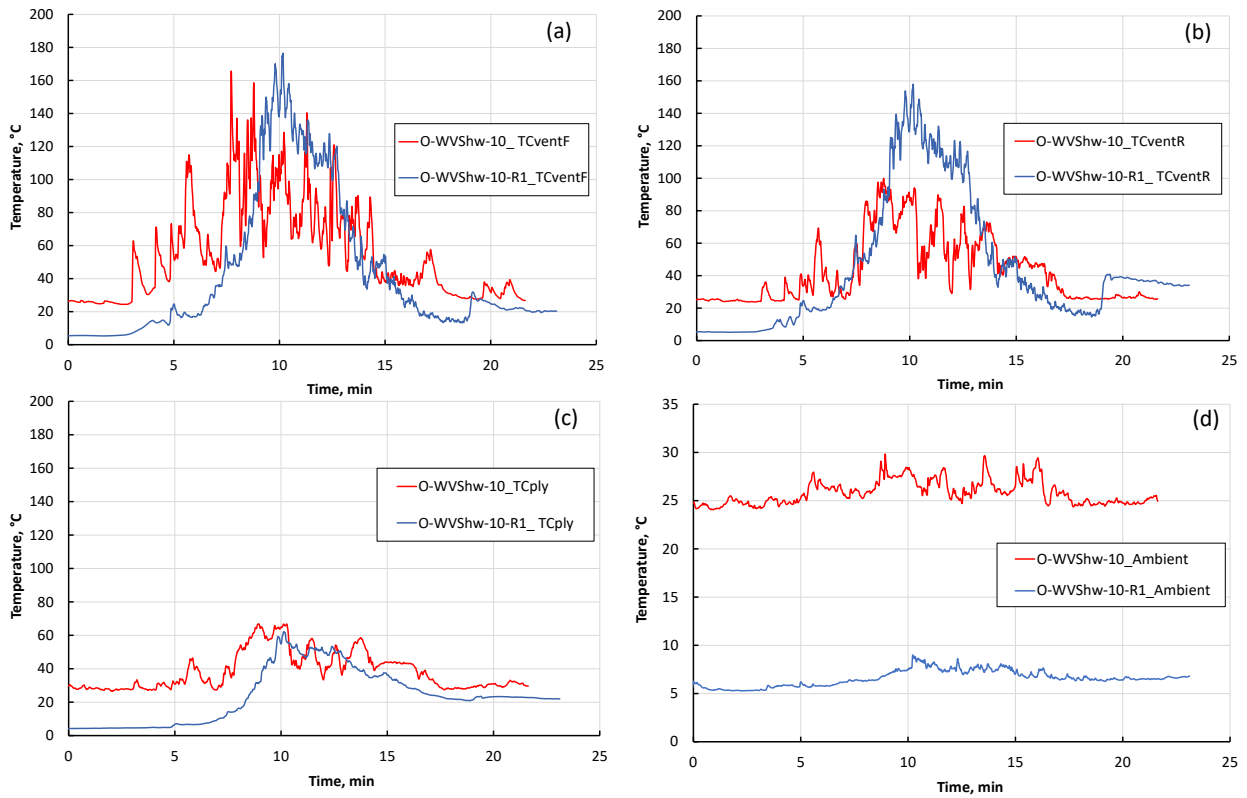 (a)
Temperature, °C
200
180
160
140
120
100
80
60
40
20
0
O-WVShw-10_ TCventF
O-WVShw-10-R1_TCventF
0 5 10 15 20 25
Time, min
(b)
Temperature, °C
200
180
160
140
120
100
80
60
40
20
0
O-WVShw-10_TCventR
O-WVShw-10-R1_ TCventR
0 5 10 15 20 25
Time, min
(c)
Temperature, °C
200
180
160
140
120
100
80
60
40
20
0
O-WVShw-10_TCply
O-WVShw-10-R1_ TCply
0 5 10 15 20 25
Time, min
(d)
Temperature, °C
35
30
25
20
15
10
5
0
O-WVShw-10_Ambient
O-WVShw-10-R1_Ambient
0 5 10 15 20 25
Time, min